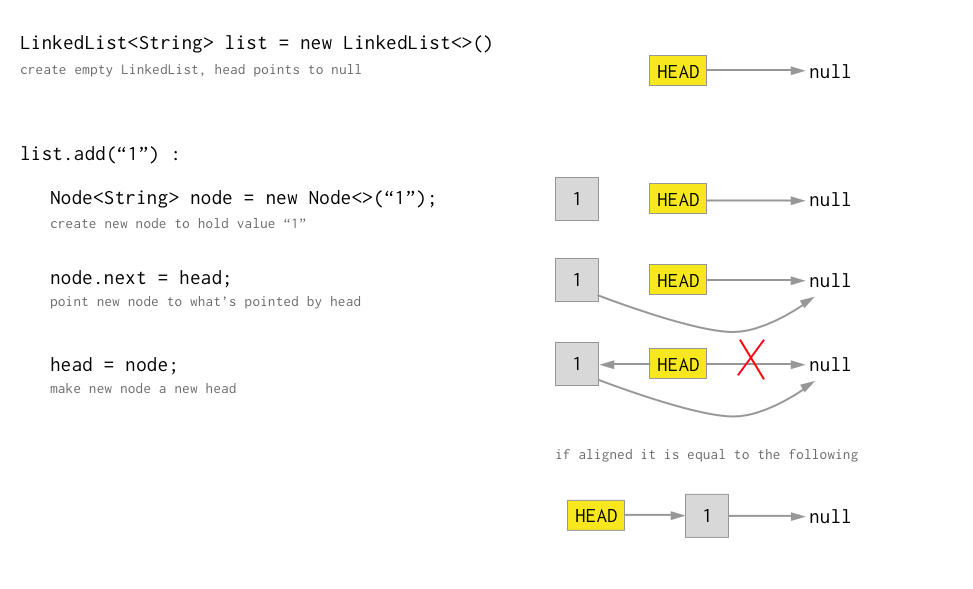 LinkedList<String> list = new LinkedList<>()
create empty LinkedList, head points to null
HEAD null
list.add(“1”) :
Node<String> node = new Node<>(“1”);
create new node to hold value “1”
1 HEAD null
node.next = head;
point new node to what's pointed by head
1 HEAD null
head = node;
make new node a new head
1 HEAD null
if aligned it is equal to the following
HEAD 1 null